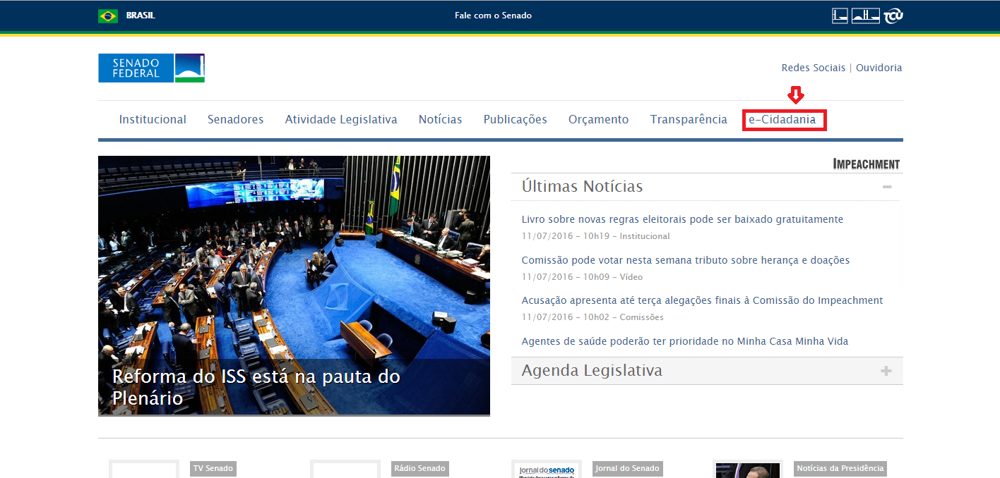 BRASIL
Fale com o Senado
TCU
SENADO
FEDERAL
Redes Sociais | Ouvidoria
Institucional Senadores Atividade Legislativa Notícias Publicações Orçamento Transparência e-Cidadania
IMPEACHMENT
Últimas Notícias
Livro sobre novas regras eleitorais pode ser baixado gratuitamente
11/07/2016 – 10h19 – Institucional
Comissão pode votar nesta semana tributo sobre herança e doações
11/07/2016 – 10h09 – Vídeo
Acusação apresenta até terça alegações finais à Comissão do Impeachment
11/07/2016 – 10h02 – Comissões
Agentes de saúde poderão ter prioridade no Minha Casa Minha Vida
Agenda Legislativa
Reforma do ISS está na pauta do
Plenário
TV Senado
Rádio Senado
jornal do senado
Jornal do Senado
Notícias da Presidência